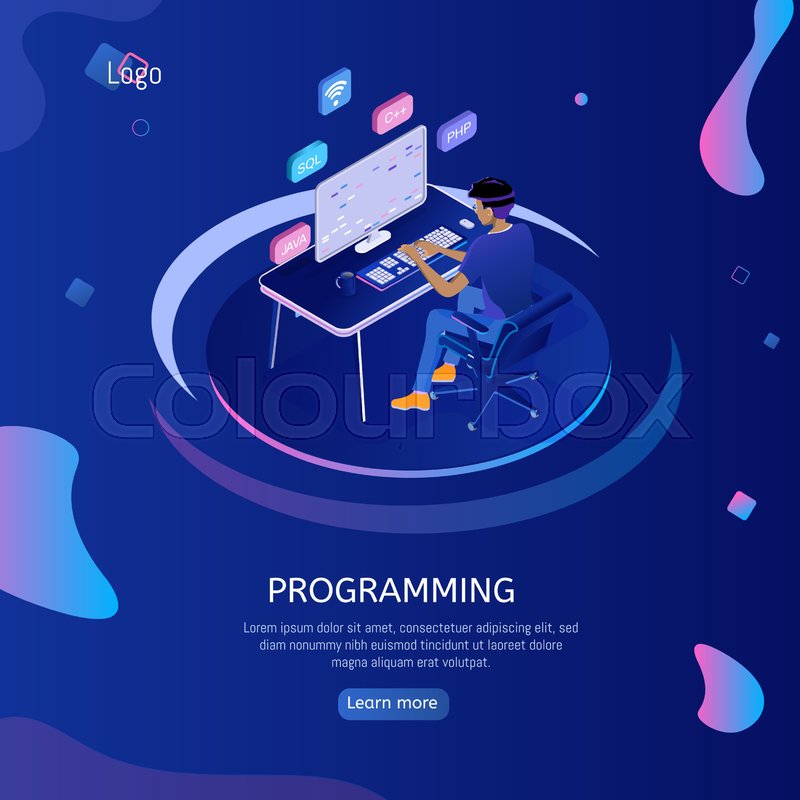 Logo
C++
PHP
SQL
JAVA
colourbox
PROGRAMMING
Lorem ipsum dolor sit amet, consectetuer adipiscing elit, sed
diam nonummy nibh euismod tincidunt ut laoreet dolore
magna aliquam erat volutpat.
Learn more